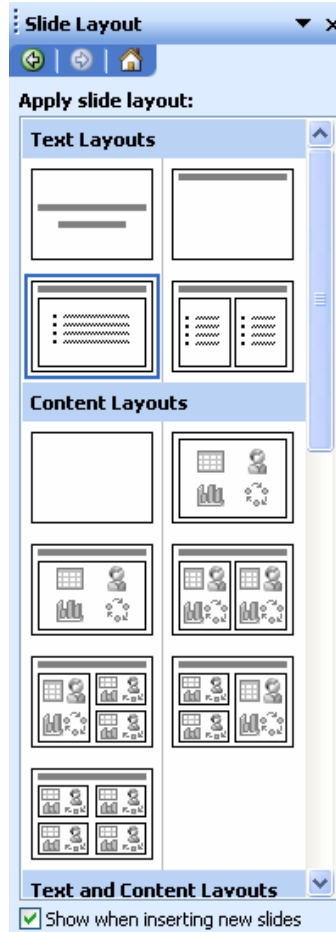 Slide Layout
Apply slide layout:
Text Layouts
Content Layouts
Text and Content Layouts
Show when inserting new slides